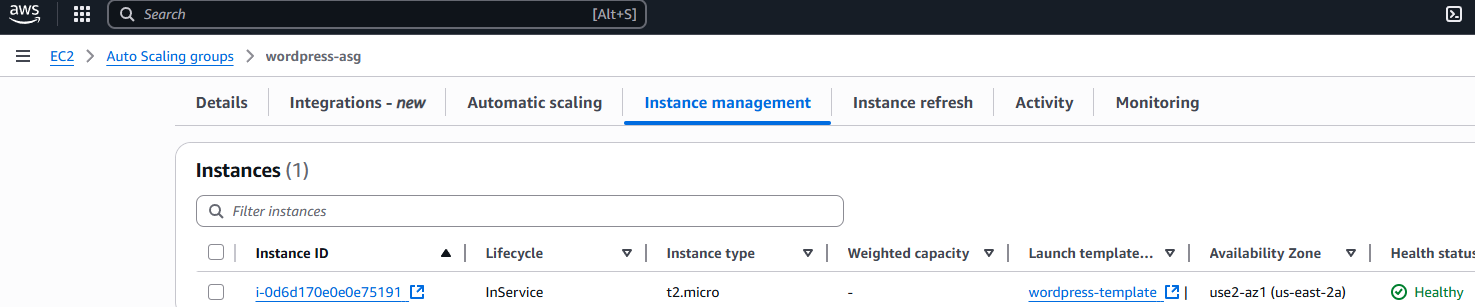 aws Search [Alt+S]
EC2 > Auto Scaling groups > wordpress-asg
Details Integrations - new Automatic scaling Instance management Instance refresh Activity Monitoring
Instances (1)
Filter instances
Instance ID Lifecycle Instance type Weighted capacity Launch template... Availability Zone Health status
i-0d6d170e0e0e75191 InService t2.micro - wordpress-template | use2-az1 (us-east-2a) Healthy